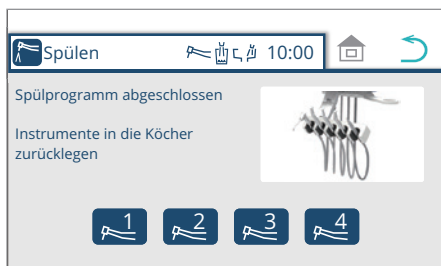 Spülen 10:00
Spülprogramm abgeschlossen
Instrumente in die Köcher
zurücklegen
1 2 3 4